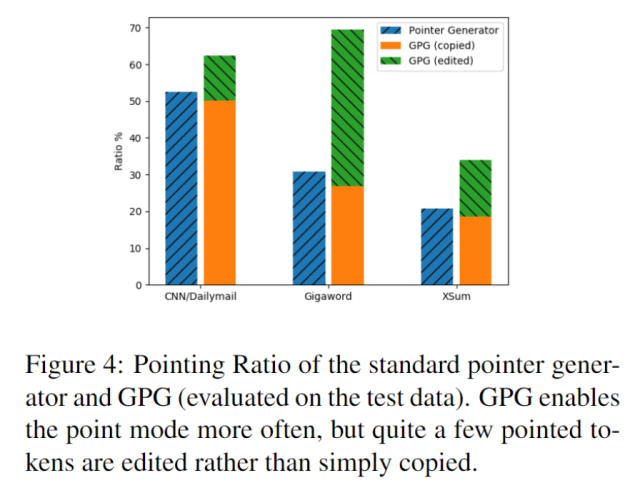 70
60
50
40
30
20
10
0
Ratio %
Pointer Generator
GPG (copied)
GPG (edited)
CNN/Dailymail
Gigaword
XSum
Figure 4: Pointing Ratio of the standard pointer gener-
ator and GPG (evaluated on the test data). GPG enables
the point mode more often, but quite a few pointed to-
kens are edited rather than simply copied.